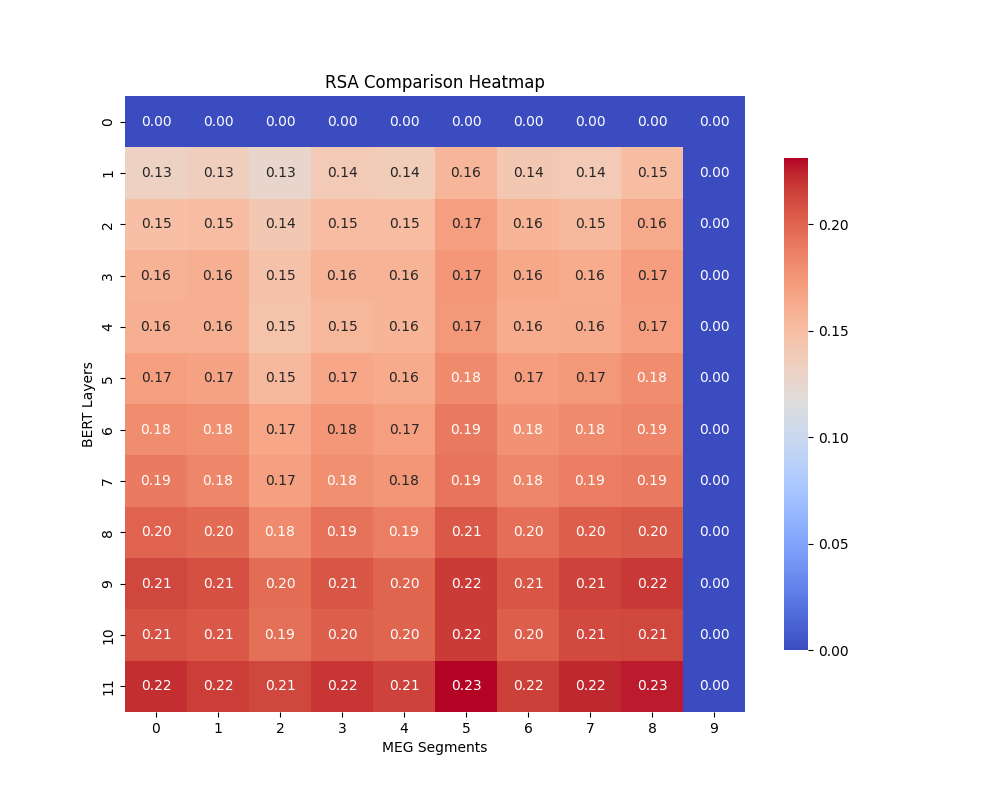 RSA Comparison Heatmap
0 0.00 0.00 0.00 0.00 0.00 0.00 0.00 0.00 0.00 0.00
1 0.13 0.13 0.13 0.14 0.14 0.16 0.14 0.14 0.15 0.00
2 0.15 0.15 0.14 0.15 0.15 0.17 0.16 0.15 0.16 0.00
3 0.16 0.16 0.15 0.16 0.16 0.17 0.16 0.16 0.17 0.00
4 0.16 0.16 0.15 0.15 0.16 0.17 0.16 0.16 0.17 0.00
5 0.17 0.17 0.15 0.17 0.16 0.18 0.17 0.17 0.18 0.00
6 0.18 0.18 0.17 0.18 0.17 0.19 0.18 0.18 0.19 0.00
7 0.19 0.18 0.17 0.18 0.18 0.19 0.18 0.19 0.19 0.00
8 0.20 0.20 0.18 0.19 0.19 0.21 0.20 0.20 0.20 0.00
9 0.21 0.21 0.20 0.21 0.20 0.22 0.21 0.21 0.22 0.00
10 0.21 0.21 0.19 0.20 0.20 0.22 0.20 0.21 0.21 0.00
11 0.22 0.22 0.21 0.22 0.21 0.23 0.22 0.22 0.23 0.00
0 1 2 3 4 5 6 7 8 9
MEG Segments
BERT Layers
0.20
0.15
0.10
0.05
0.00